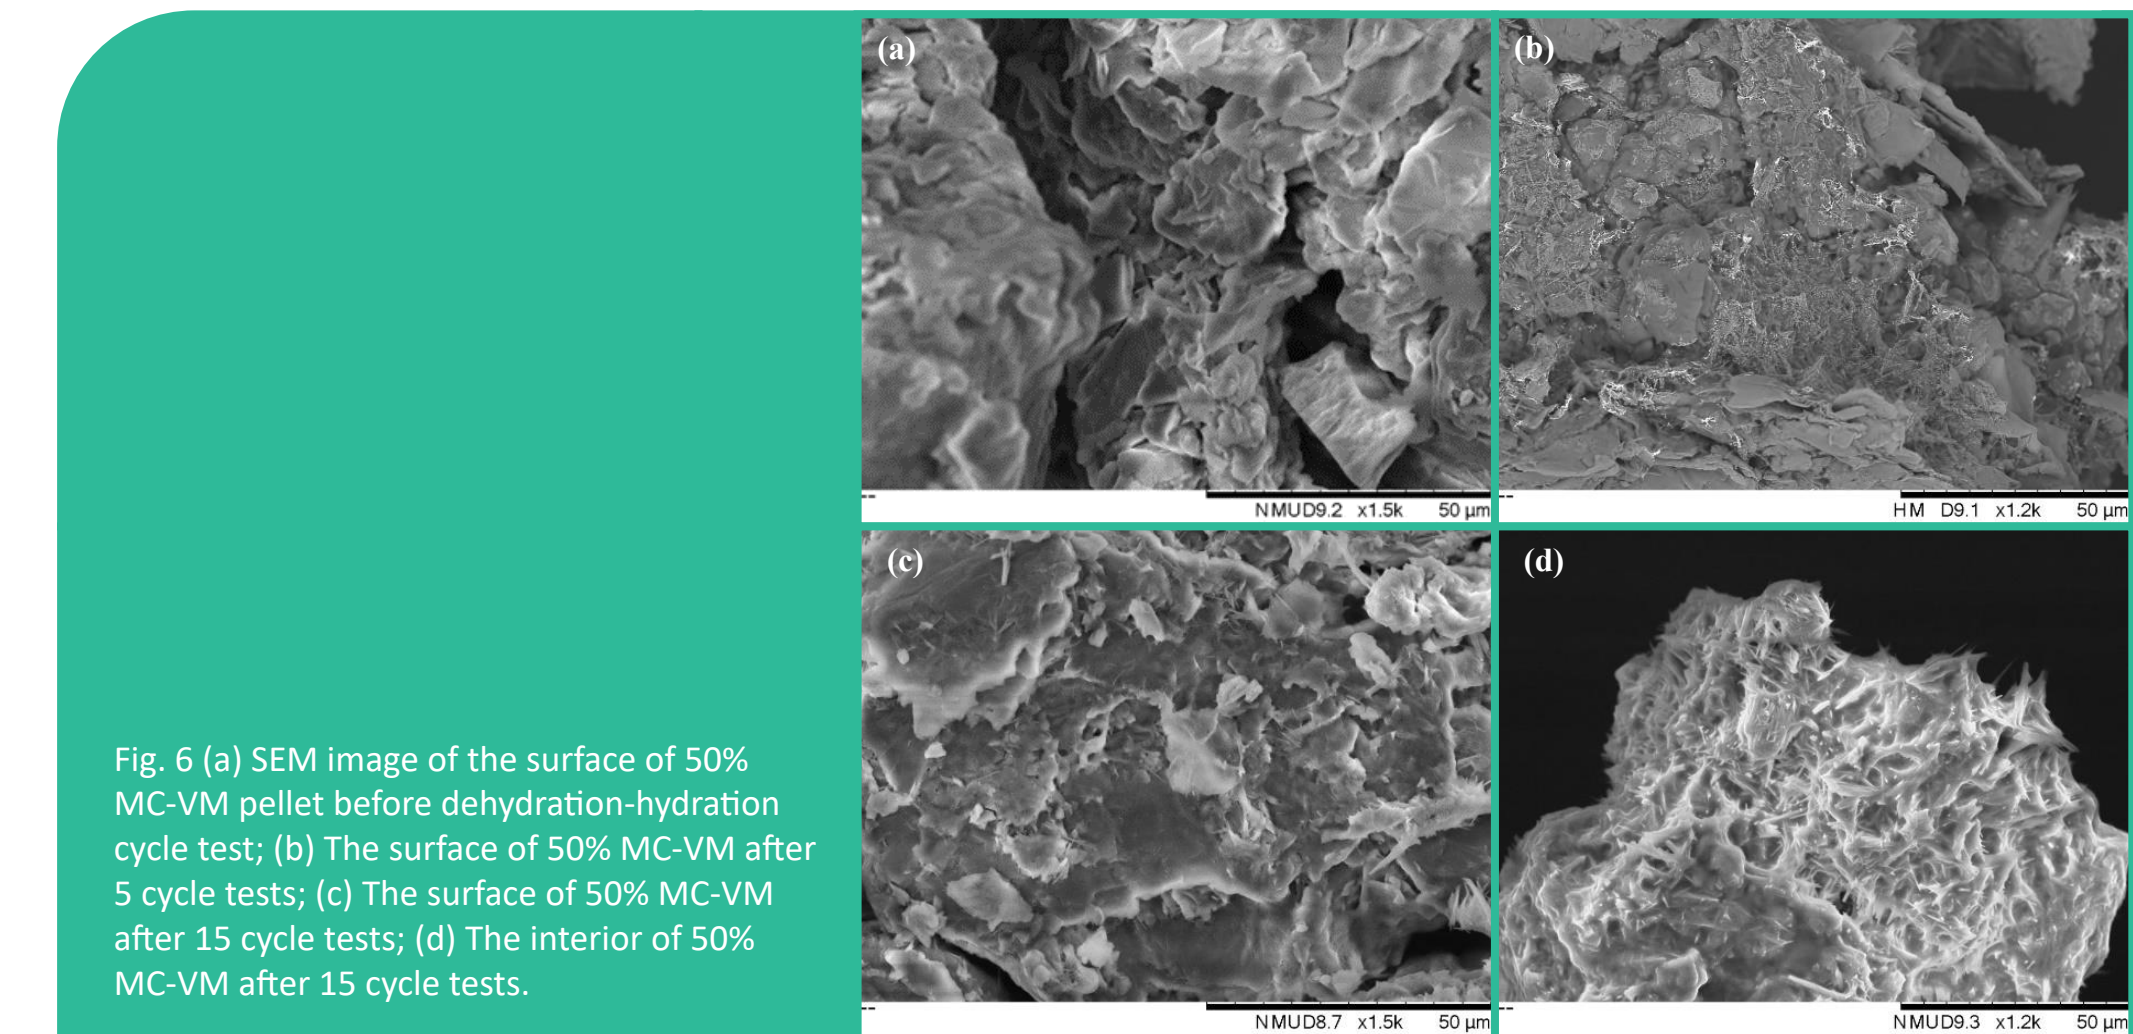 (a)
NMUD9.2 x1.5k 50 µm
(b)
HM D9.1 x1.2k 50 µm
(c)
NMUD8.7 x1.5k 50 µm
(d)
NMUD9.3 x1.2k 50 µm
Fig. 6 (a) SEM image of the surface of 50%
MC-VM pellet before dehydration-hydration
cycle test; (b) The surface of 50% MC-VM after
5 cycle tests; (c) The surface of 50% MC-VM
after 15 cycle tests; (d) The interior of 50%
MC-VM after 15 cycle tests.